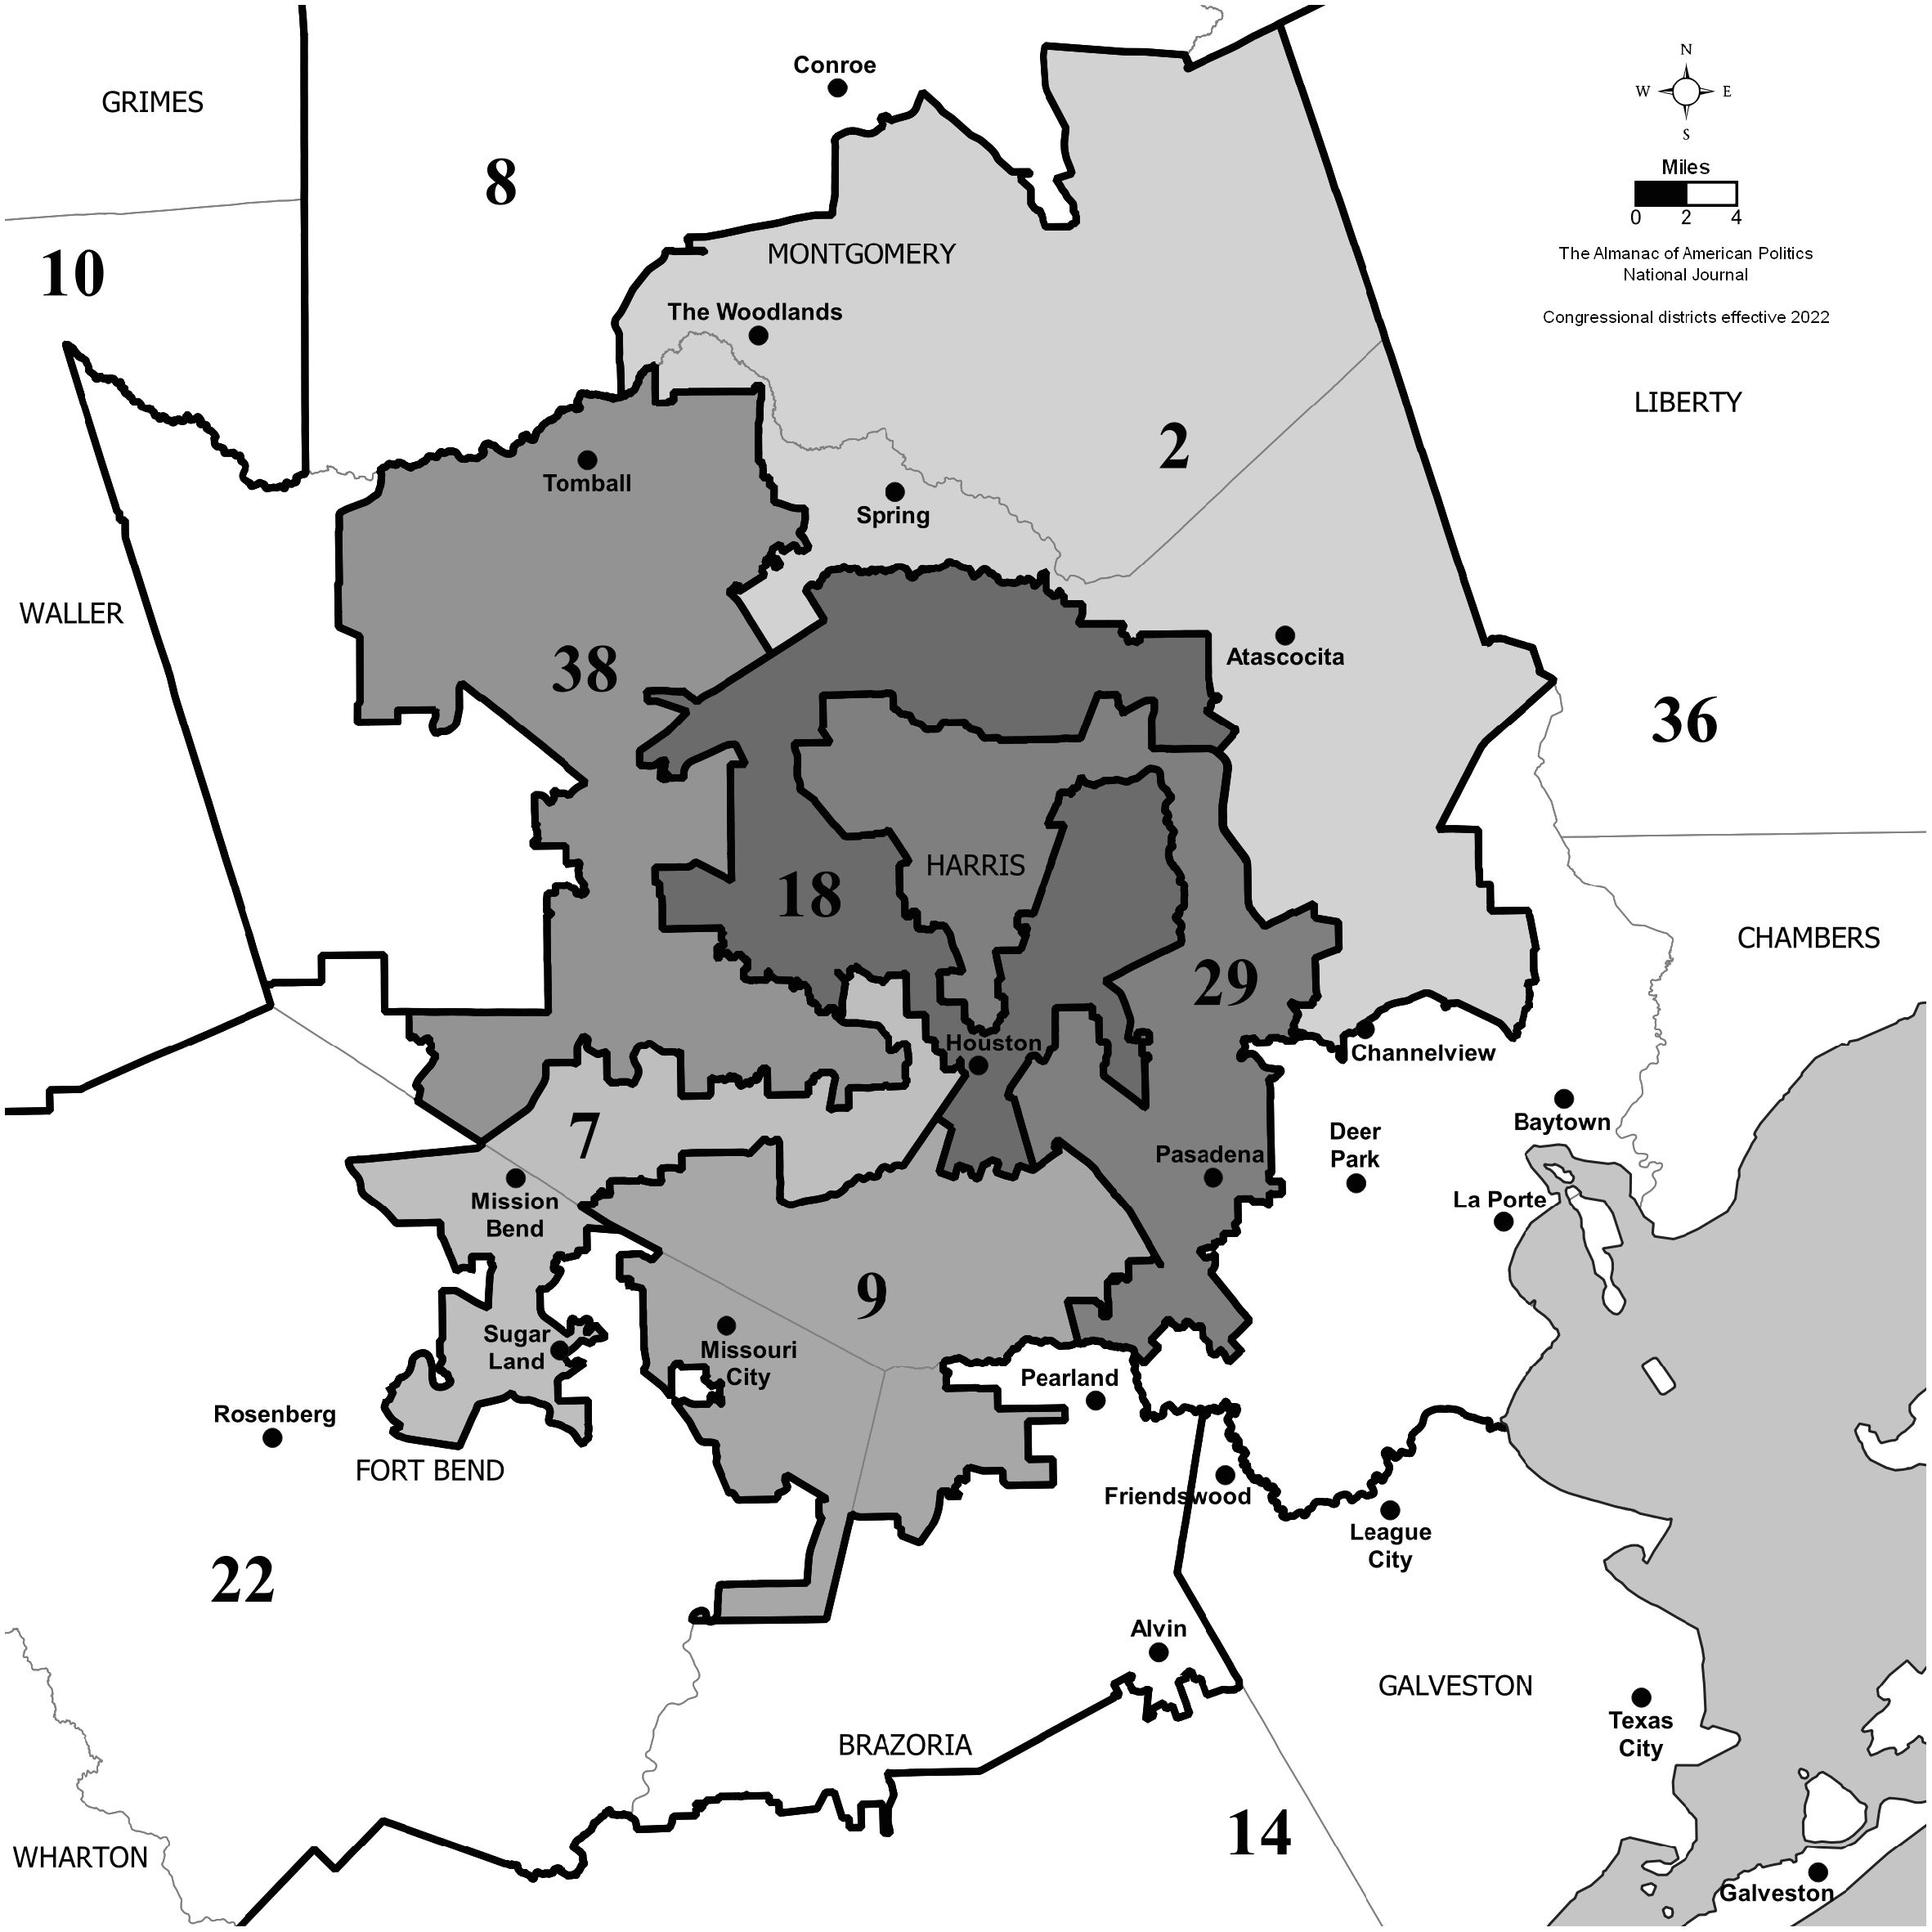 Conroe
N
GRIMES
W
E
S
8
Miles
0 2 4
MONTGOMERY
The Almanac of American Politics
National Journal
10
The Woodlands
Congressional districts effective 2022
LIBERTY
2
Tomball
Spring
WALLER
38
Atascocita
36
HARRIS
18
CHAMBERS
29
Houston
Channelview
7
Baytown
Deer
Park
Pasadena
Mission
Bend
La Porte
9
Sugar
Land
Missouri
City
Pearland
Rosenberg
FORT BEND
Friendswood
League
City
22
Alvin
GALVESTON
Texas
City
BRAZORIA
14
WHARTON
Galveston